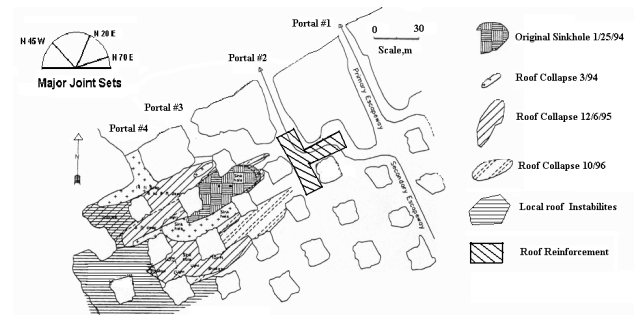 N 45 W
N 20 E
N 70 E
Major Joint Sets
Portal #1
Portal #2
Portal #3
Portal #4
0 30
Scale,m
N
Primary Escapeway
Secondary Escapeway
Original Sinkhole 1/25/94
Roof Collapse 3/94
Roof Collapse 12/6/95
Roof Collapse 10/96
Local roof Instabilites
Roof Reinforcement